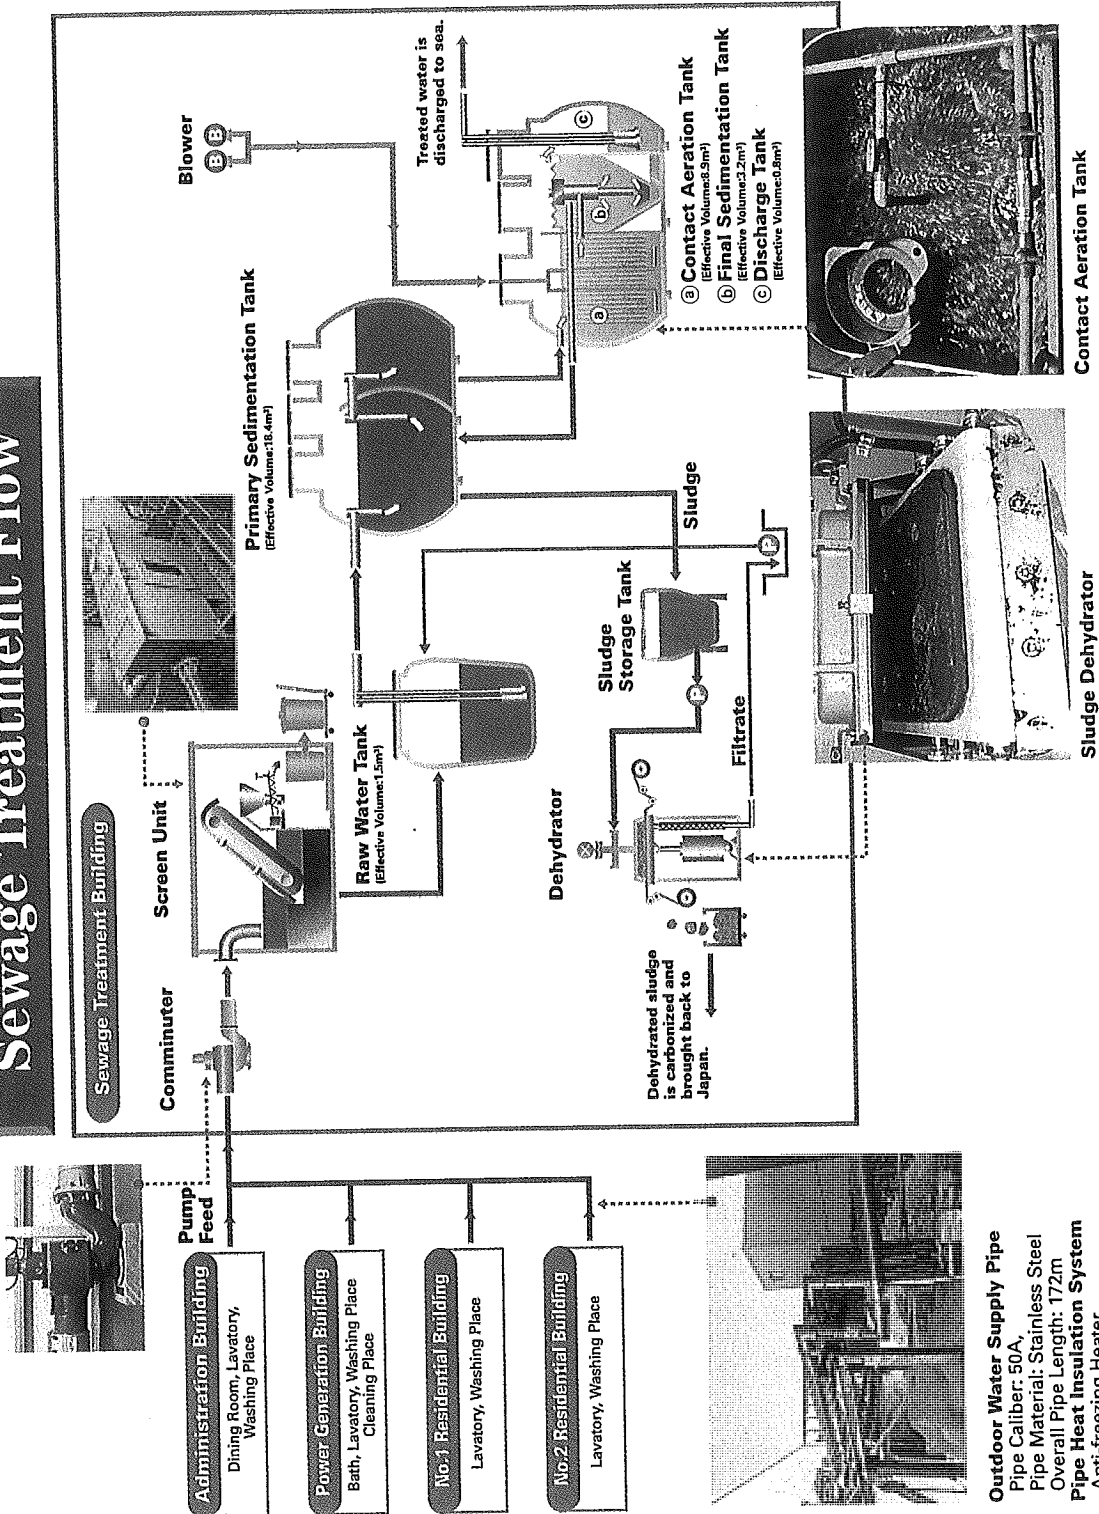 Sewage Treatment Flow
Sewage Treatment Building
Pump
Feed
Comminuter
Screen Unit
Raw Water Tank
(Effective Volume:1.5m³)
Primary Sedimentation Tank
(Effective Volume:18.4m³)
Blower
B
B
Treated water is
discharged to sea.
a
b
c
ⓐ Contact Aeration Tank
(Effective Volume:8.9m³)
ⓑ Final Sedimentation Tank
(Effective Volume:3.2m³)
ⓒ Discharge Tank
(Effective Volume:0.8m³)
Administration Building
Dining Room, Lavatory,
Washing Place
Power Generation Building
Bath, Lavatory, Washing Place
Cleaning Place
No.1 Residential Building
Lavatory, Washing Place
No.2 Residential Building
Lavatory, Washing Place
Dehydrator
Sludge
Storage Tank
Sludge
P
P
Filtrate
Dehydrated sludge
is carbonized and
brought back to
Japan.
Outdoor Water Supply Pipe
Pipe Caliber: 50A,
Pipe Material: Stainless Steel
Overall Pipe Length: 172m
Pipe Heat Insulation System
Anti-freezing Heater
Sludge Dehydrator
Contact Aeration Tank